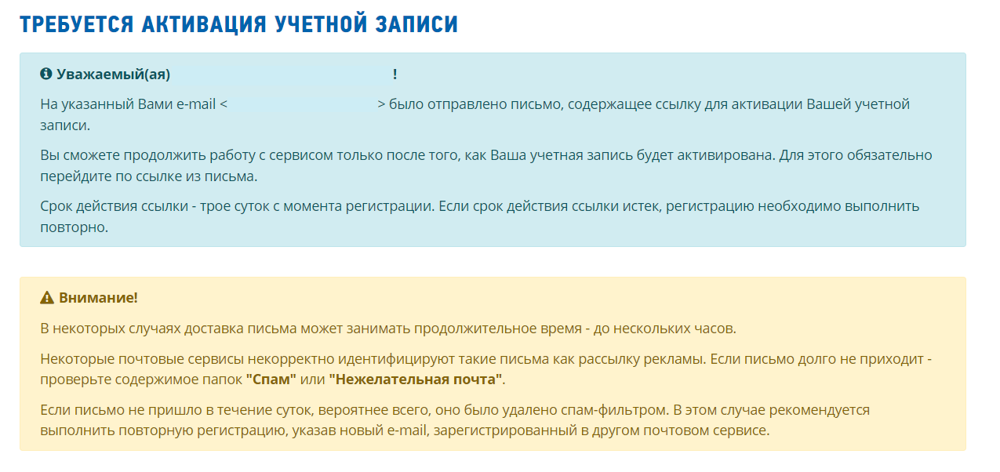 ТРЕБУЕТСЯ АКТИВАЦИЯ УЧЕТНОЙ ЗАПИСИ
Уважаемый(ая) !
На указанный Вами e-mail < > было отправлено письмо, содержащее ссылку для активации Вашей учетной
записи.
Вы сможете продолжить работу с сервисом только после того, как Ваша учетная запись будет активирована. Для этого обязательно
перейдите по ссылке из письма.
Срок действия ссылки - трое суток с момента регистрации. Если срок действия ссылки истек, регистрацию необходимо выполнить
повторно.
Внимание!
В некоторых случаях доставка письма может занимать продолжительное время - до нескольких часов.
Некоторые почтовые сервисы некорректно идентифицируют такие письма как рассылку рекламы. Если письмо долго не приходит -
проверьте содержимое папок "Спам" или "Нежелательная почта".
Если письмо не пришло в течение суток, вероятнее всего, оно было удалено спам-фильтром. В этом случае рекомендуется
выполнить повторную регистрацию, указав новый e-mail, зарегистрированный в другом почтовом сервисе.